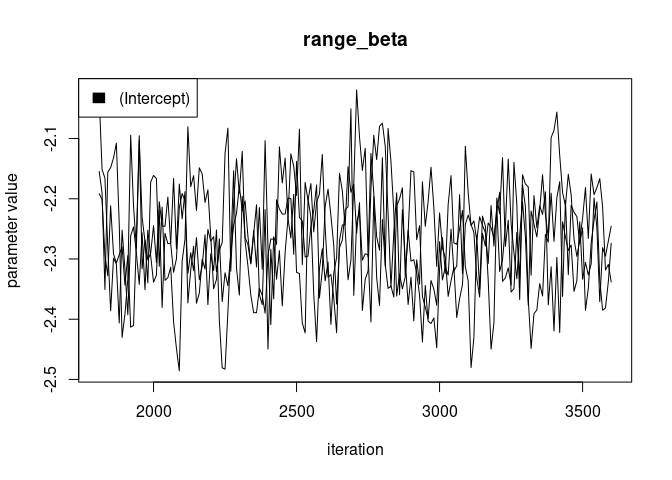 range_beta
(Intercept)
parameter value
-2.1
-2.2
-2.3
-2.4
-2.5
2000 2500 3000 3500
iteration